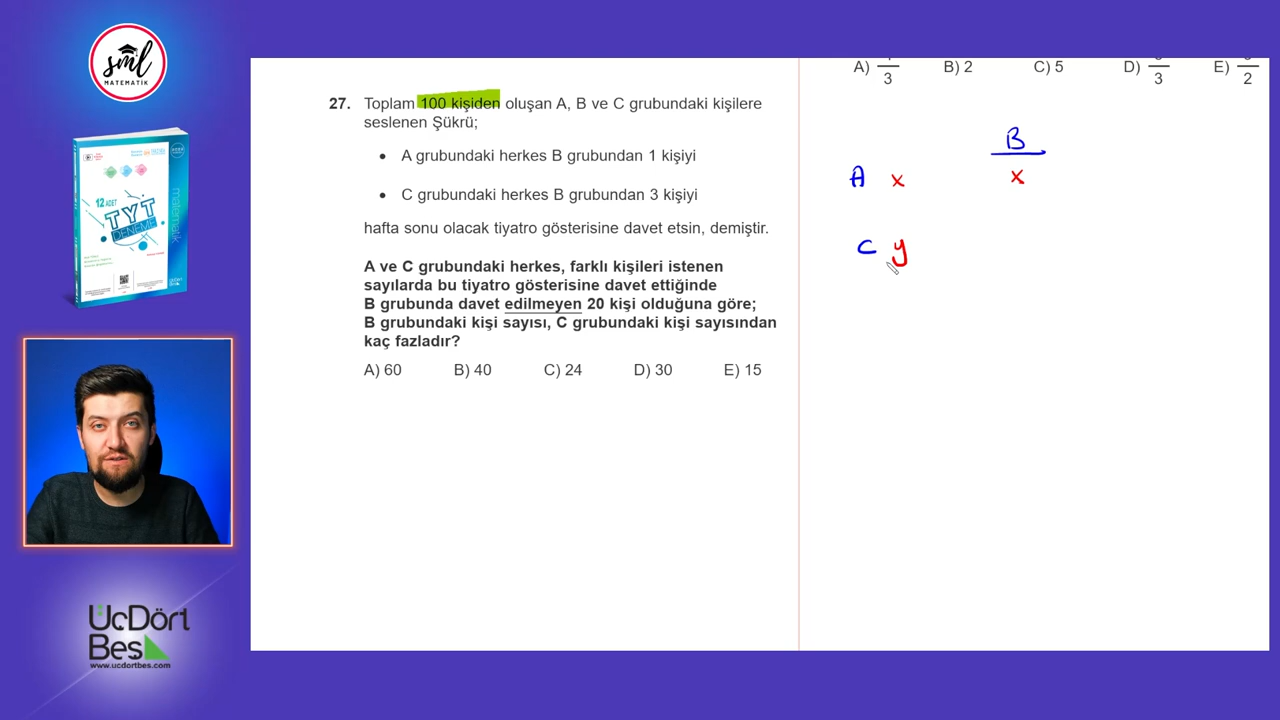 sml
MATEMATİK
12 ADET
TYT
DENEME
matematik
ÜcDört
Bes
www.ucdortbes.com
27. Toplam 100 kişiden oluşan A, B ve C grubundaki kişilere
seslenen Şükrü;
• A grubundaki herkes B grubundan 1 kişiyi
• C grubundaki herkes B grubundan 3 kişiyi
hafta sonu olacak tiyatro gösterisine davet etsin, demiştir.
A ve C grubundaki herkes, farklı kişileri istenen
sayılarda bu tiyatro gösterisine davet ettiğinde
B grubunda davet edilmeyen 20 kişi olduğuna göre;
B grubundaki kişi sayısı, C grubundaki kişi sayısından
kaç fazladır?
A) 60 B) 40 C) 24 D) 30 E) 15
A) 3 B) 2 C) 5 D) 3 E) 2
B
A x x
C y